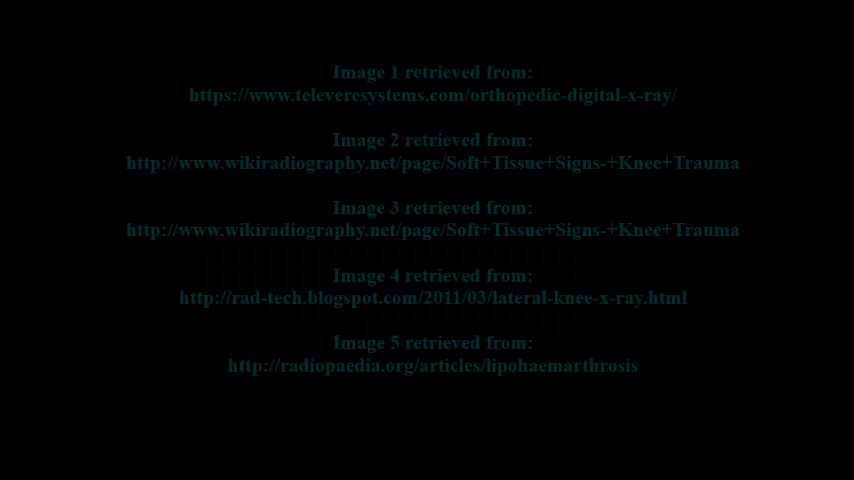 Image 1 retrieved from:
https://www.televeresystems.com/orthopedic-digital-x-ray/
Image 2 retrieved from:
http://www.wikiradiography.net/page/Soft+Tissue+Signs-+Knee+Trauma
Image 3 retrieved from:
http://www.wikiradiography.net/page/Soft+Tissue+Signs-+Knee+Trauma
Image 4 retrieved from:
http://rad-tech.blogspot.com/2011/03/lateral-knee-x-ray.html
Image 5 retrieved from:
http://radiopaedia.org/articles/lipohaemarthrosis